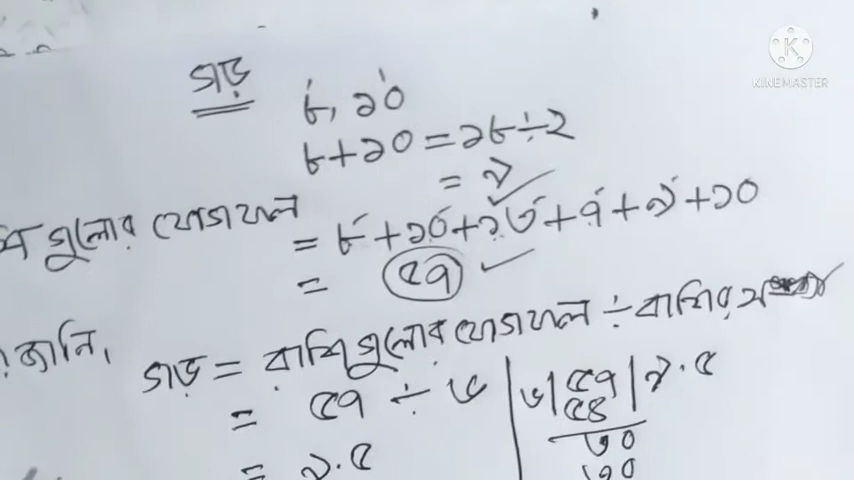 গড়
৮, ১০
৮+১০ = ১৮÷২
= ৯
গুলোর যোগফল
= ৮+১০+১৩+৭+৯+১০
= ৫৭
জানি,
গড় = রাশিগুলোর যোগফল ÷ রাশির
= ৫৭ ÷ ৬
৬|৫৭|৯.৫
৫৪
৩০
= ৯.৫
৩০
KINEMASTER